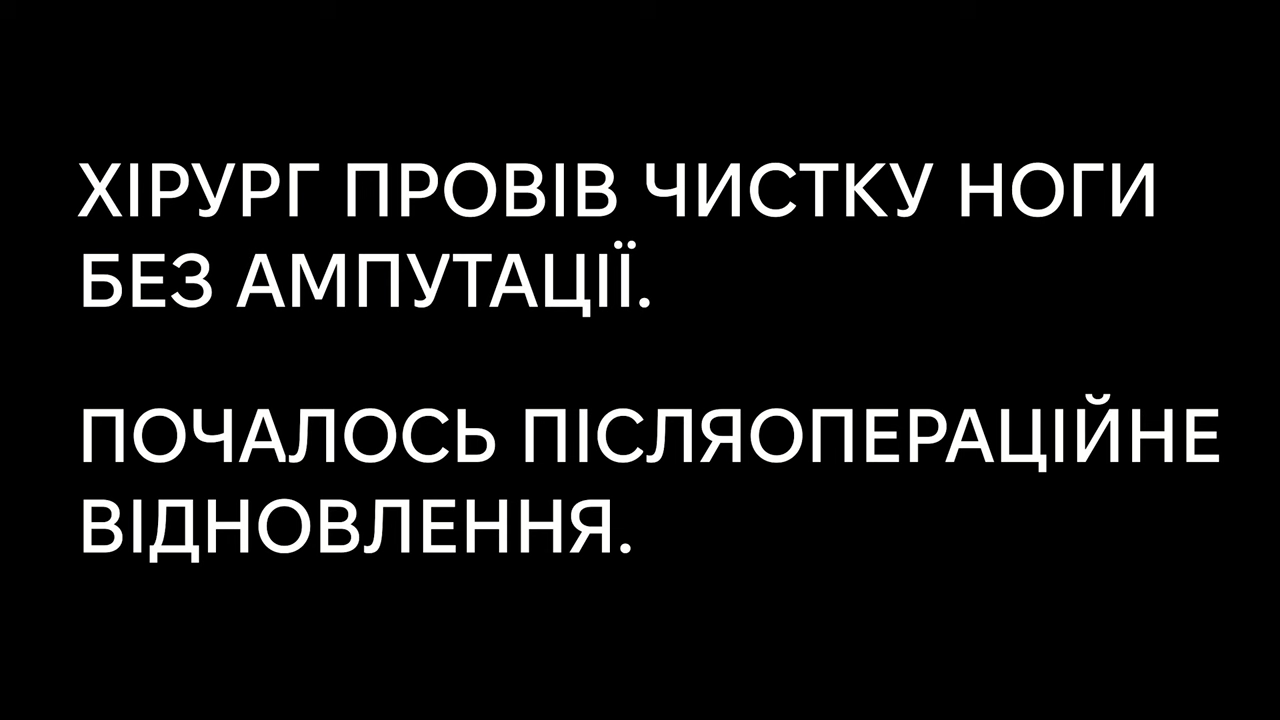 ХІРУРГ ПРОВІВ ЧИСТКУ НОГИ
БЕЗ АМПУТАЦІЇ.
ПОЧАЛОСЬ ПІСЛЯОПЕРАЦІЙНЕ
ВІДНОВЛЕННЯ.